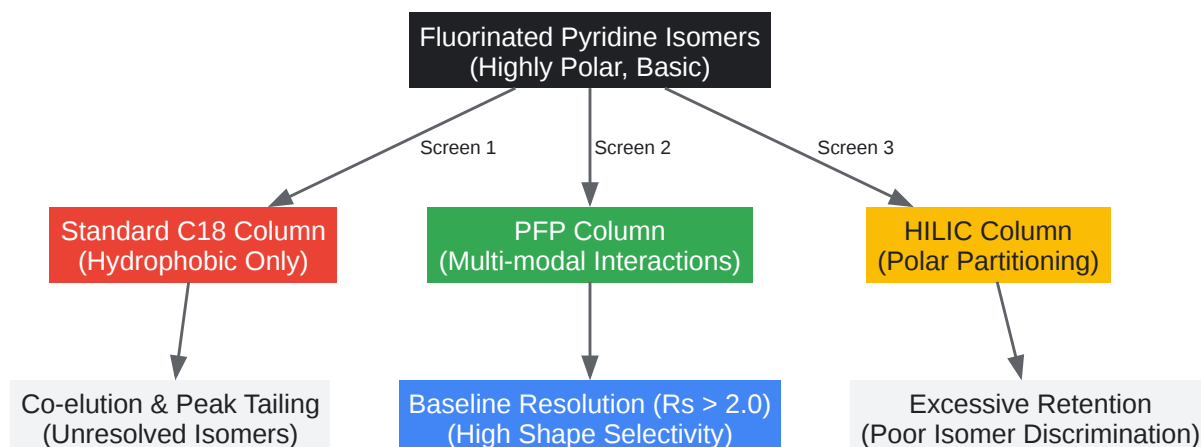 Fluorinated Pyridine Isomers
(Highly Polar, Basic)
Screen 1
Screen 2
Screen 3
Standard C18 Column
(Hydrophobic Only)
PFP Column
(Multi-modal Interactions)
HILIC Column
(Polar Partitioning)
Co-elution & Peak Tailing
(Unresolved Isomers)
Baseline Resolution (Rs > 2.0)
(High Shape Selectivity)
Excessive Retention
(Poor Isomer Discrimination)